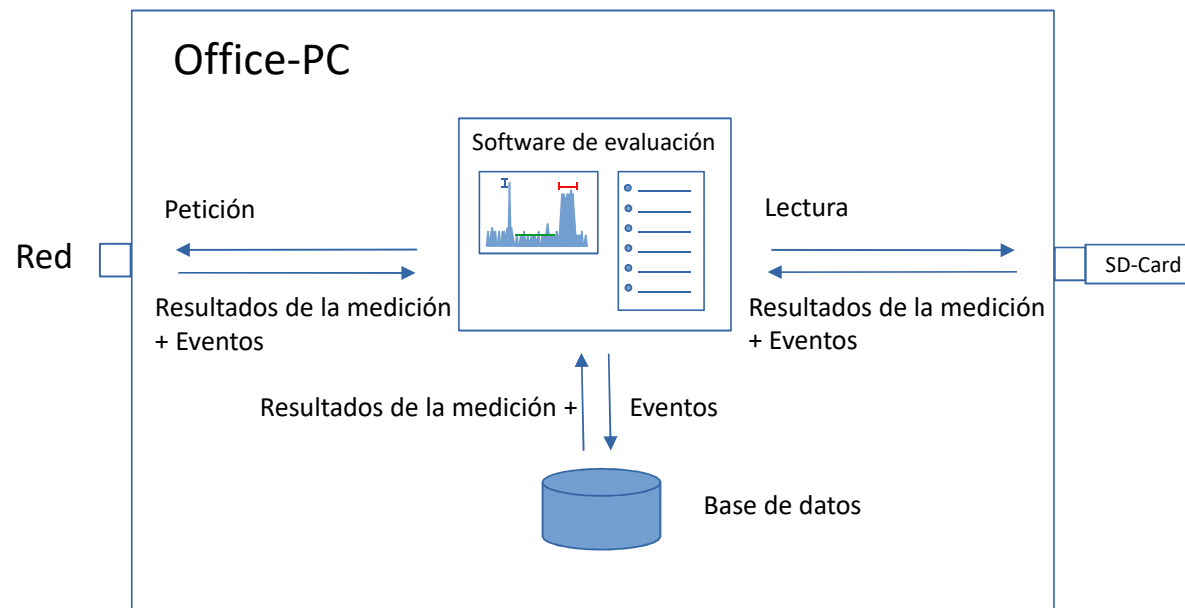 Office-PC
Software de evaluación
Petición
Lectura
Red
SD-Card
Resultados de la medición
+ Eventos
Resultados de la medición
+ Eventos
Resultados de la medición +
Eventos
Base de datos